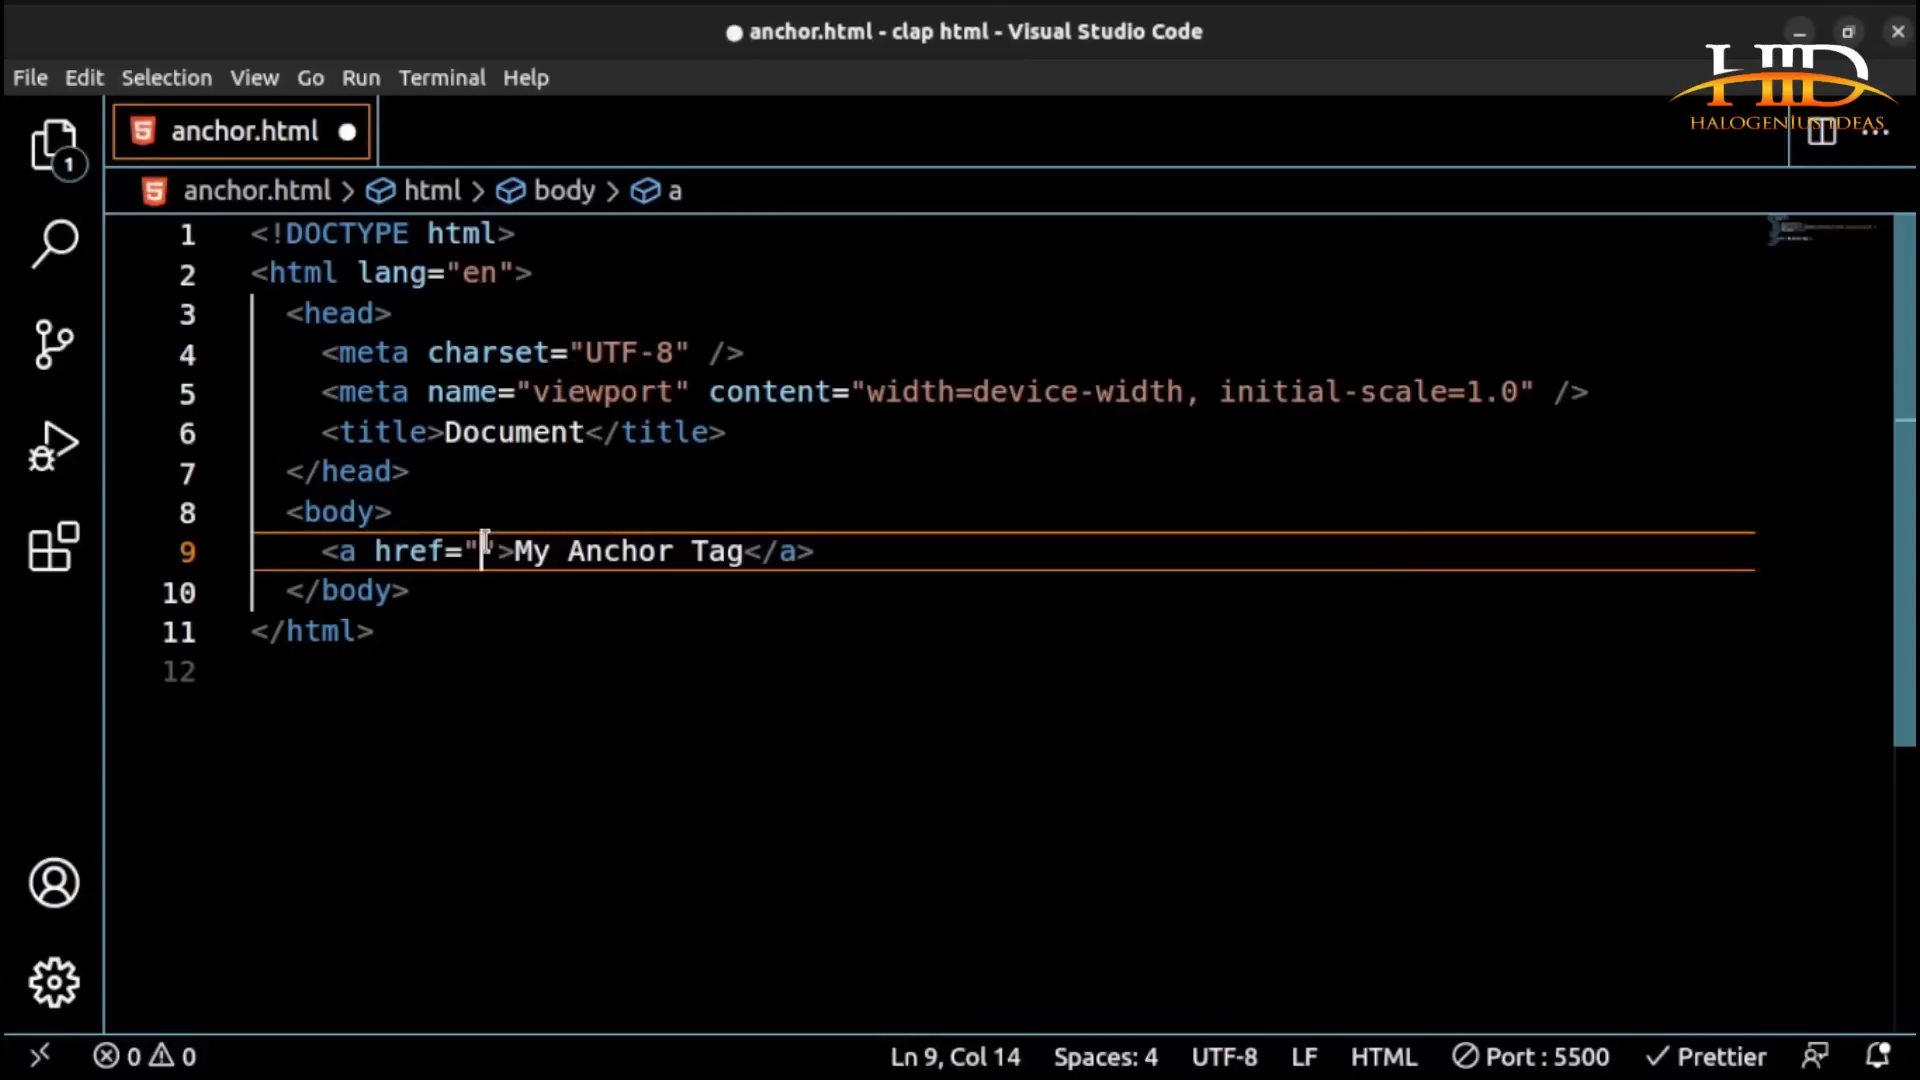 anchor.html - clap html - Visual Studio Code
File Edit Selection View Go Run Terminal Help
HID
HALOGENIUS IDEAS
1
anchor.html
anchor.html > html > body > a
1 <!DOCTYPE html>
2 <html lang="en">
3 <head>
4 <meta charset="UTF-8" />
5 <meta name="viewport" content="width=device-width, initial-scale=1.0" />
6 <title>Document</title>
7 </head>
8 <body>
9 <a href="">My Anchor Tag</a>
10 </body>
11 </html>
12
0 0 Ln 9, Col 14 Spaces: 4 UTF-8 LF HTML Port : 5500 Prettier